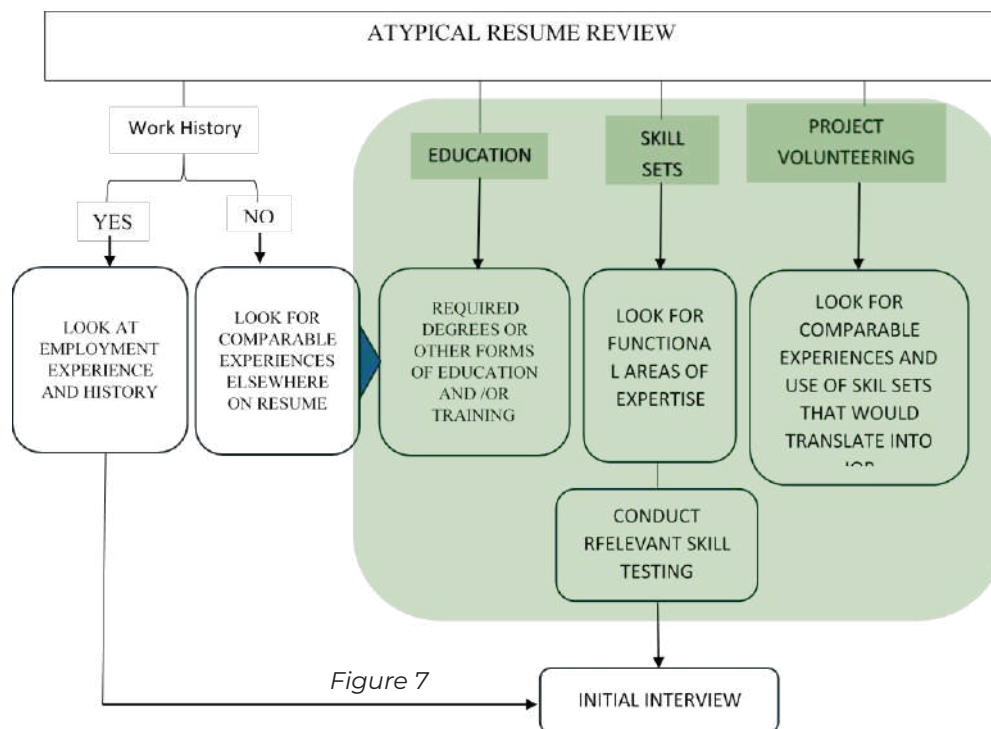 ATYPICAL RESUME REVIEW
Work History
EDUCATION
SKILL
SETS
PROJECT
VOLUNTEERING
YES
NO
LOOK AT
EMPLOYMENT
EXPERIENCE
AND HISTORY
LOOK FOR
COMPARABLE
EXPERIENCES
ELSEWHERE
ON RESUME
REQUIRED
DEGREES OR
OTHER FORMS
OF EDUCATION
AND /OR
TRAINING
LOOK FOR
FUNCTIONA
L AREAS OF
EXPERTISE
LOOK FOR
COMPARABLE
EXPERIENCES AND
USE OF SKIL SETS
THAT WOULD
TRANSLATE INTO
CONDUCT
RFELEVANT SKILL
TESTING
Figure 7
INITIAL INTERVIEW